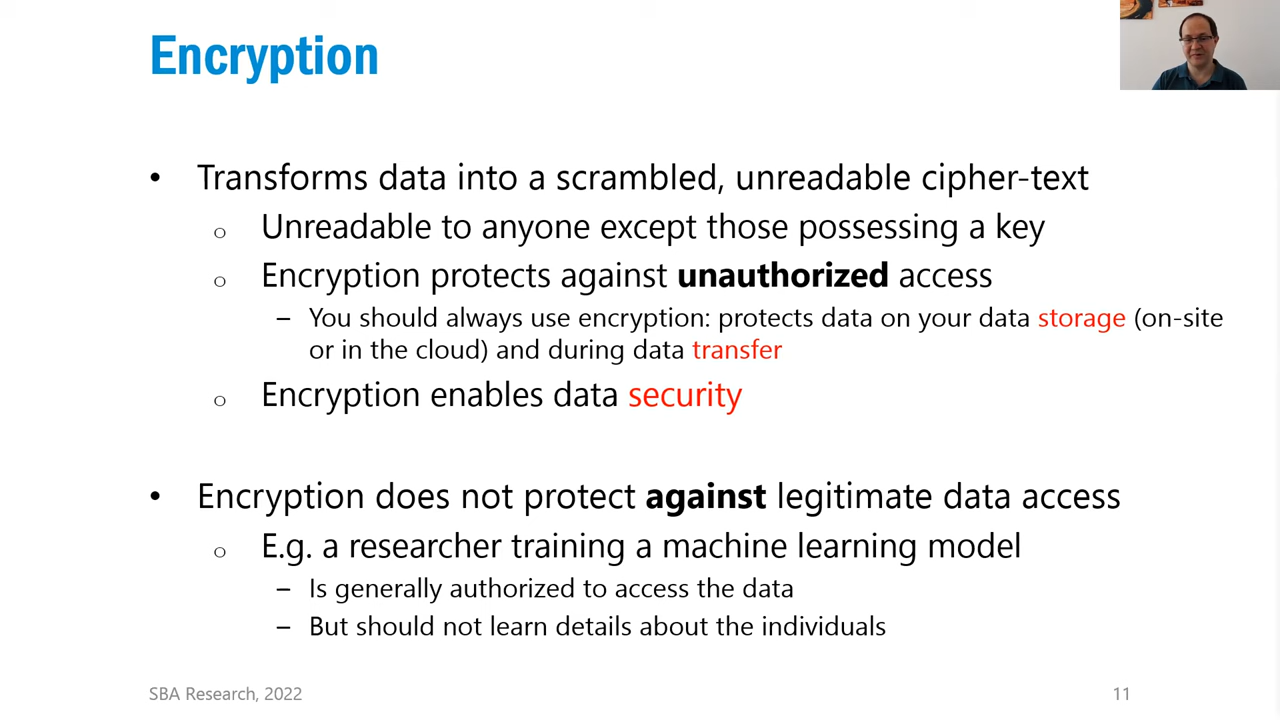 Encryption
• Transforms data into a scrambled, unreadable cipher-text
o Unreadable to anyone except those possessing a key
o Encryption protects against unauthorized access
– You should always use encryption: protects data on your data storage (on-site
or in the cloud) and during data transfer
o Encryption enables data security
• Encryption does not protect against legitimate data access
o E.g. a researcher training a machine learning model
– Is generally authorized to access the data
– But should not learn details about the individuals
SBA Research, 2022
11